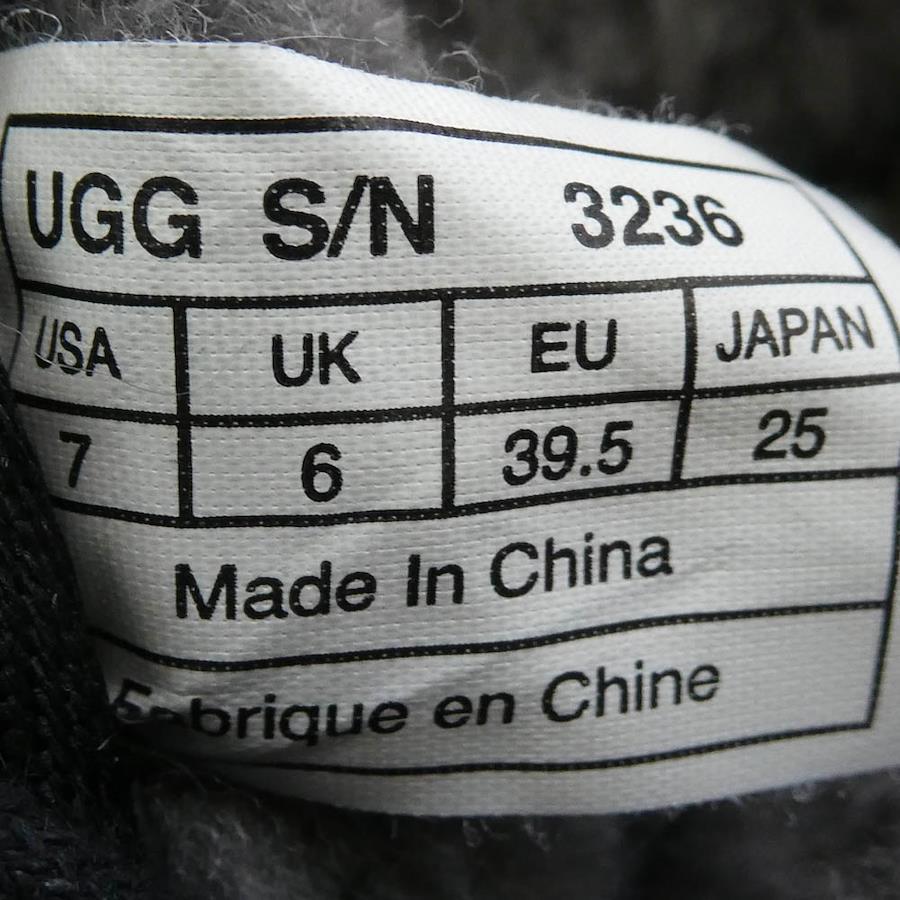 UGG S/N 3236
USA UK EU JAPAN
7 6 39.5 25
Made In China
Fabrique en Chine